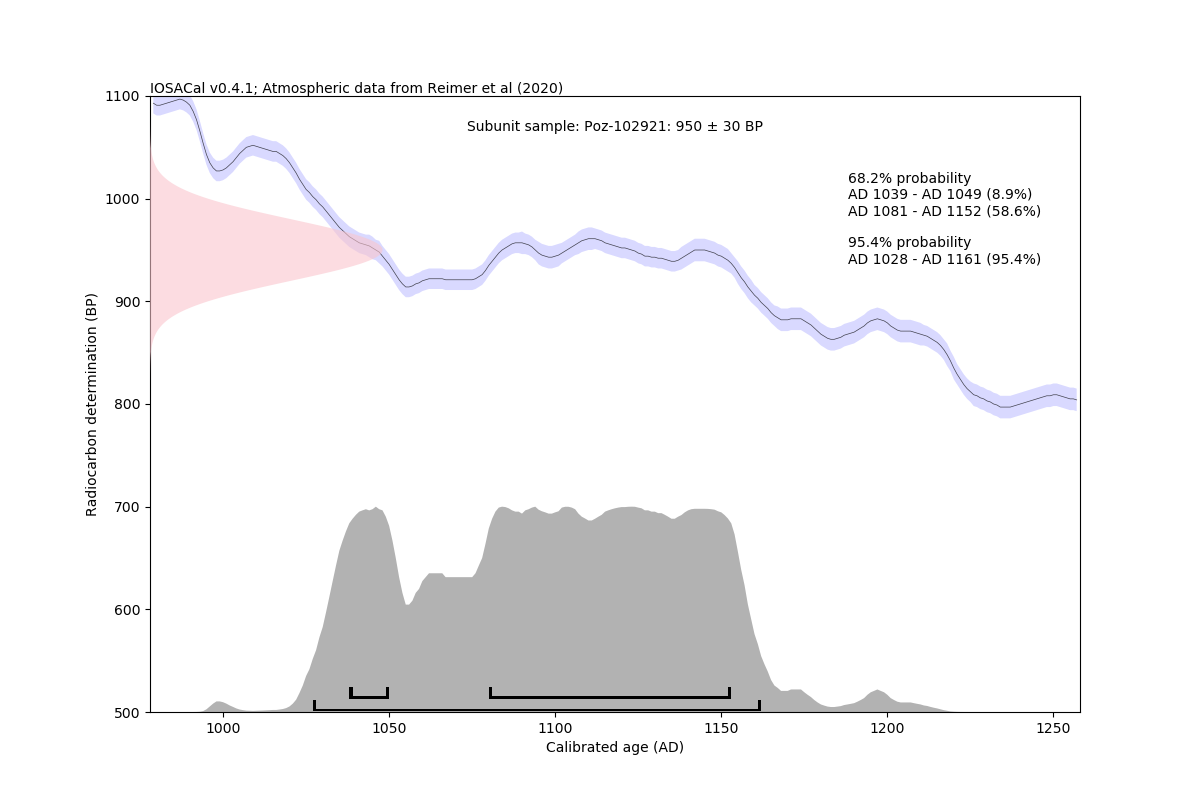 IOSACal v0.4.1; Atmospheric data from Reimer et al (2020)
Subunit sample: Poz-102921: 950 ± 30 BP
68.2% probability
AD 1039 - AD 1049 (8.9%)
AD 1081 - AD 1152 (58.6%)
95.4% probability
AD 1028 - AD 1161 (95.4%)
Radiocarbon determination (BP)
1100
1000
900
800
700
600
500
1000 1050 1100 1150 1200 1250
Calibrated age (AD)